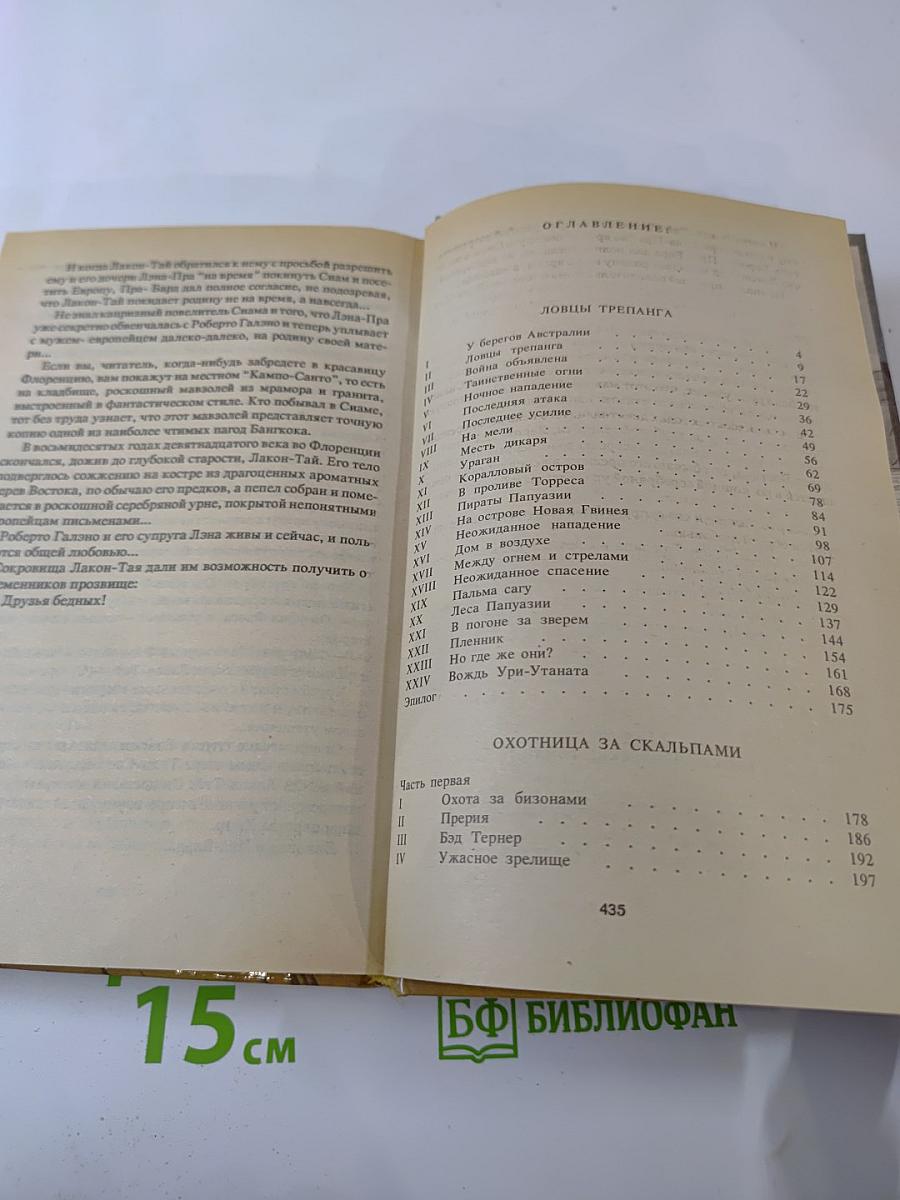 И когда Лакон-Тай обратился к нему с просьбой разрешить
ему и его дочери Лэна-Пра "на время" покинуть Сиам и посе-
тить Европу, Пра-Бард дал полное согласие, не подозревая,
что Лакон-Тай покидает родину не на время, а навсегда...
Не знал капризный повелитель Сиама и того, что Лэна-Пра
уже секретно обвенчалась с Роберто Галэно и теперь уплывает
с мужем- европейцем далеко-далеко, на родину своей мате-
ри...
Если вы, читатель, когда-нибудь забредете в красавицу
Флоренцию, вам покажут на местном "Кампо-Санто", то есть
на кладбище, роскошный мавзолей из мрамора и гранита,
выстроенный в фантастическом стиле. Кто побывал в Сиаме,
тот без труда узнает, что этот мавзолей представляет точную
копию одной из наиболее чтимых пагод Бангкока.
В восьмидесятых годах девятнадцатого века во Флоренции
скончался, дожив до глубокой старости, Лакон-Тай. Его тело
подверглось сожжению на костре из драгоценных ароматных
ерев Востока, по обычаю его предков, а пепел собран и поме-
ается в роскошной серебряной урне, покрытой непонятными
ропейцам письменами...
Роберто Галэно и его супруга Лэна живы и сейчас, и поль-
тся общей любовью...
Сокровища Лакон-Тая дали им возможность получить о
еменников прозвище:
Друзья бедных!
ОГЛАВЛЕНИЕ:
ЛОВЦЫ ТРЕПАНГА
I У берегов Австралии 4
II Ловцы трепанга 9
III Война объявлена 17
IV Таинственные огни 22
V Ночное нападение 29
VI Последняя атака 36
VII Последнее усилие 42
VIII На мели 49
IX Месть дикаря 56
X Ураган 62
XI Коралловый остров 69
XII В проливе Торреса 78
XIII Пираты Папуазии 84
XIV На острове Новая Гвинея 91
XV Неожиданное нападение 98
XVI Дом в воздухе 107
XVII Между огнем и стрелами 114
XVIII Неожиданное спасение 122
XIX Пальма сагу 129
XX Леса Папуазии 137
XXI В погоне за зверем 144
XXII Пленник 154
XXIII Но где же они? 161
XXIV Вождь Ури-Утаната 168
Эпилог 175
ОХОТНИЦА ЗА СКАЛЬПАМИ
Часть первая
I Охота за бизонами 178
II Прерия 186
III Бэд Тернер 192
IV Ужасное зрелище 197
435
15 см
БФ БИБЛИОФАН